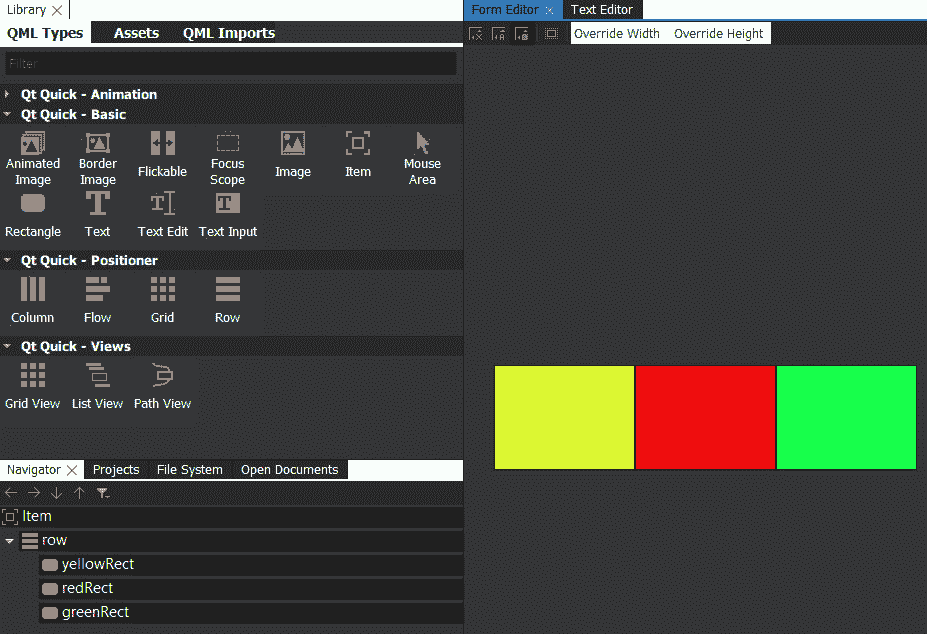 Library
QML Types Assets QML Imports
Filter
Qt Quick - Animation
Qt Quick - Basic
Animated Image
Border Image
Flickable
Focus Scope
Image
Item
Mouse Area
Rectangle
Text
Text Edit
Text Input
Qt Quick - Positioner
Column
Flow
Grid
Row
Qt Quick - Views
Grid View
List View
Path View
Navigator Projects File System Open Documents
Item
row
yellowRect
redRect
greenRect
Form Editor Text Editor
Override Width Override Height